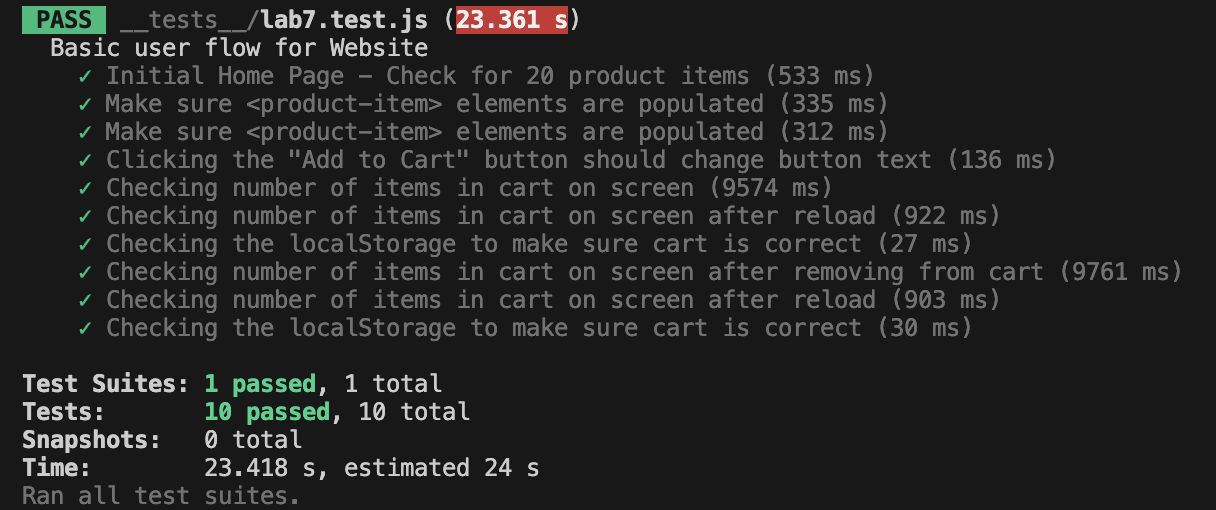 PASS __tests__/lab7.test.js (23.361 s)
Basic user flow for Website
✓ Initial Home Page – Check for 20 product items (533 ms)
✓ Make sure <product-item> elements are populated (335 ms)
✓ Make sure <product-item> elements are populated (312 ms)
✓ Clicking the "Add to Cart" button should change button text (136 ms)
✓ Checking number of items in cart on screen (9574 ms)
✓ Checking number of items in cart on screen after reload (922 ms)
✓ Checking the localStorage to make sure cart is correct (27 ms)
✓ Checking number of items in cart on screen after removing from cart (9761 ms)
✓ Checking number of items in cart on screen after reload (903 ms)
✓ Checking the localStorage to make sure cart is correct (30 ms)
Test Suites: 1 passed, 1 total
Tests: 10 passed, 10 total
Snapshots: 0 total
Time: 23.418 s, estimated 24 s
Ran all test suites.